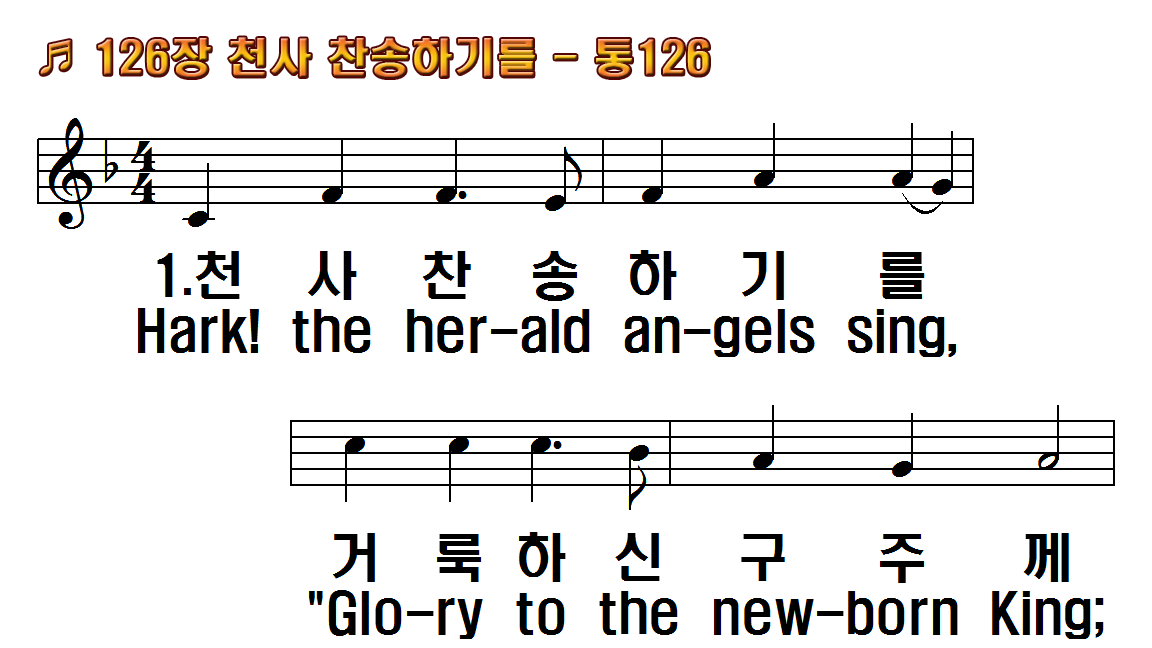 ♬ 126장 천사 찬송하기를 - 통126
4
4
1.천 사 찬 송 하 기 를
Hark! the her-ald an-gels sing,
거 룩 하 신 구 주 께
"Glo-ry to the new-born King;